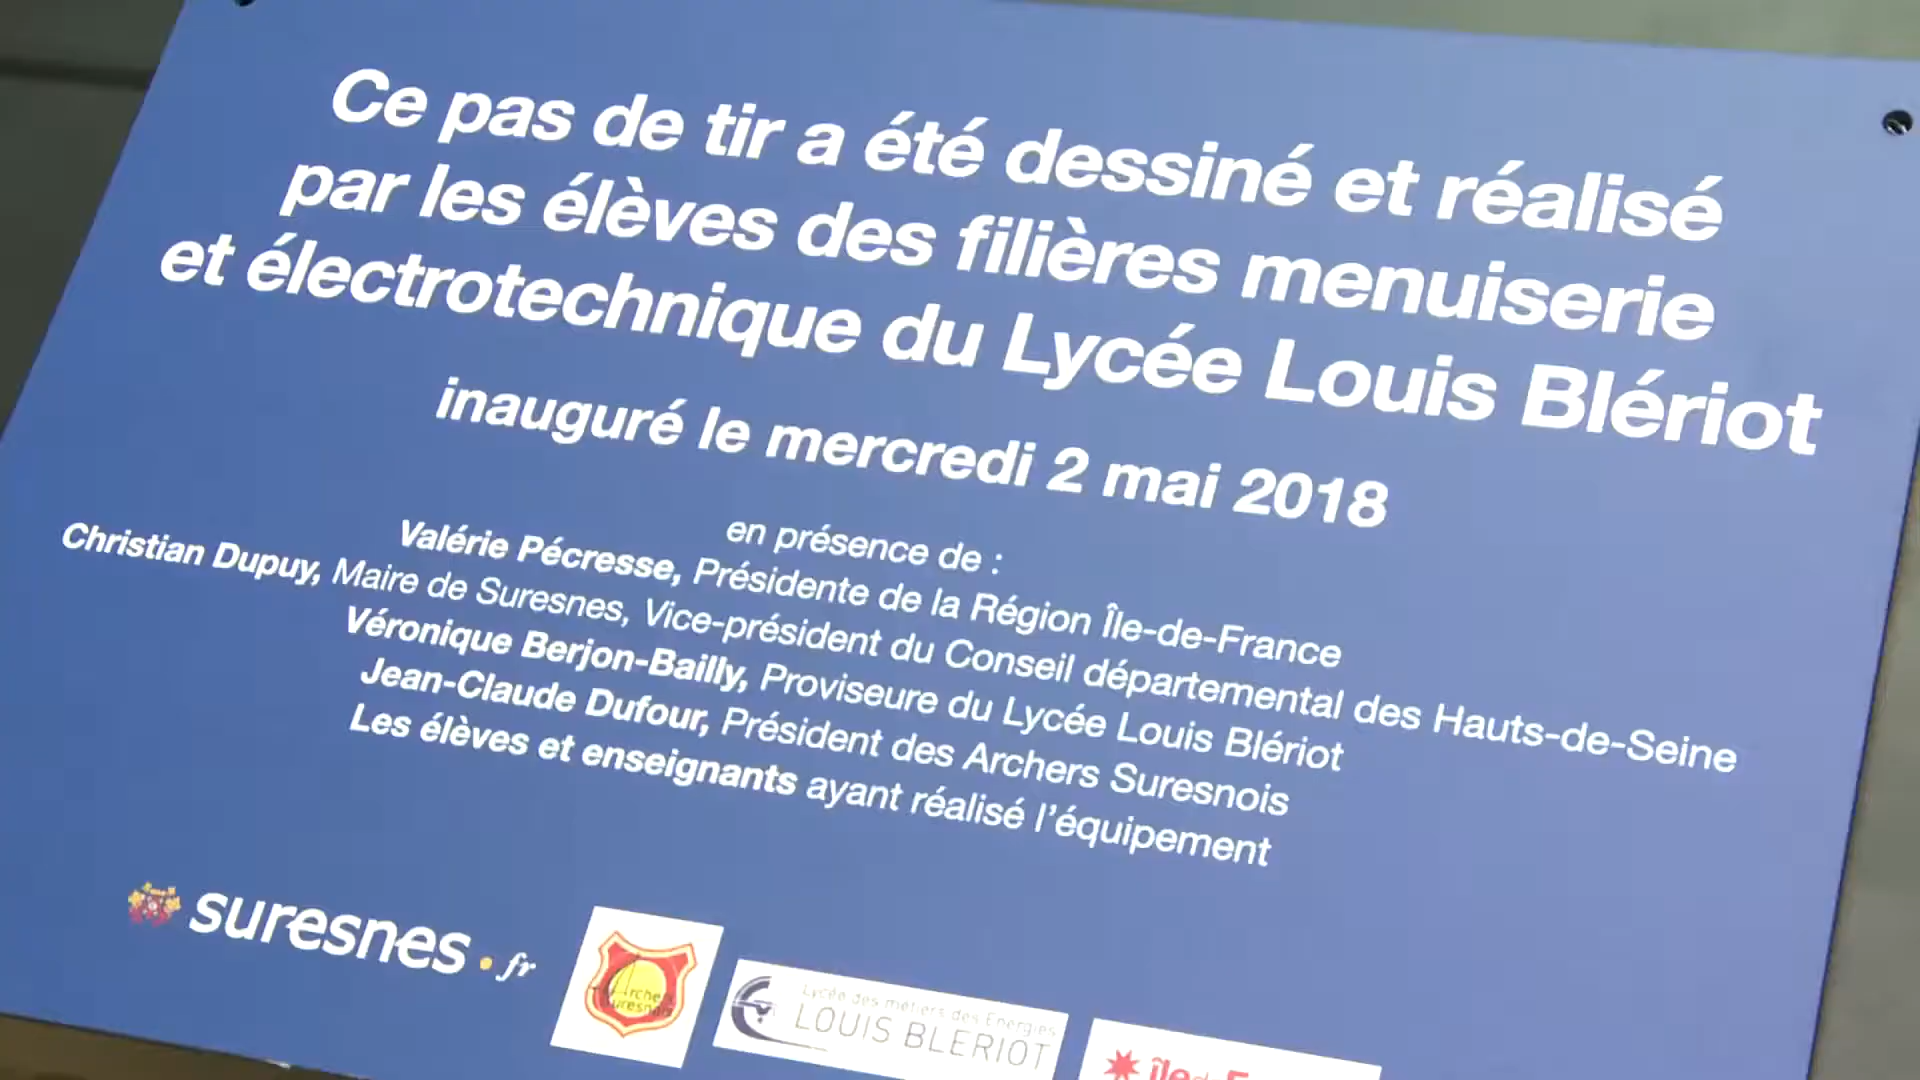 Ce pas de tir a été dessiné et réalisé
par les élèves des filières menuiserie
et électrotechnique du Lycée Louis Blériot
inauguré le mercredi 2 mai 2018
en présence de :
Valérie Pécresse, Présidente de la Région Île-de-France
Christian Dupuy, Maire de Suresnes, Vice-président du Conseil départemental des Hauts-de-Seine
Véronique Berjon-Bailly, Proviseure du Lycée Louis Blériot
Jean-Claude Dufour, Président des Archers Suresnois
Les élèves et enseignants ayant réalisé l'équipement
suresnes.fr
Archers
Suresnois
Lycée des métiers des Energies
LOUIS BLERIOT
île